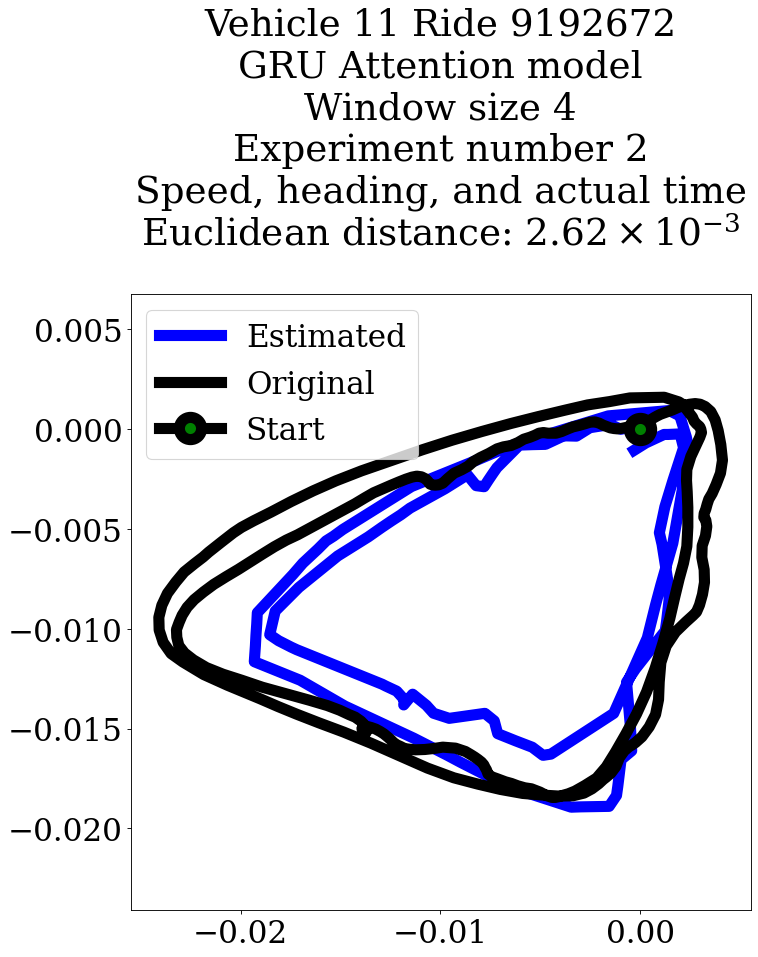 Vehicle 11 Ride 9192672
GRU Attention model
Window size 4
Experiment number 2
Speed, heading, and actual time
Euclidean distance: 2.62 × 10⁻³
Estimated
Original
Start
0.005
0.000
−0.005
−0.010
−0.015
−0.020
−0.02 −0.01 0.00